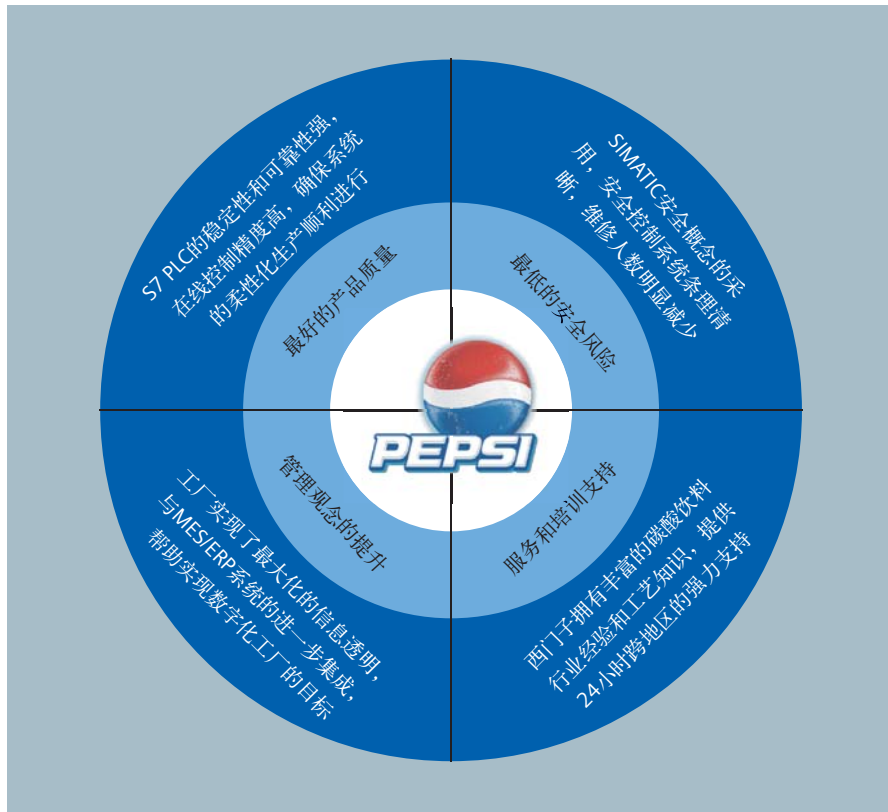 S7 PLC的稳定性和可靠性强，
在线控制精度高，确保系统
的柔性化生产顺利进行
最好的产品质量
SIMATIC安全概念的采
用，安全控制系统条理清
晰，维修人数明显减少
最低的安全风险
PEPSI
管理观念的提升
工厂实现了最大化的信息透明，
与MES/ERP系统的进一步集成，
帮助实现数字化工厂的目标
服务和培训支持
西门子拥有丰富的碳酸饮料
行业经验和工艺知识，提供
24小时跨地区的强力支持